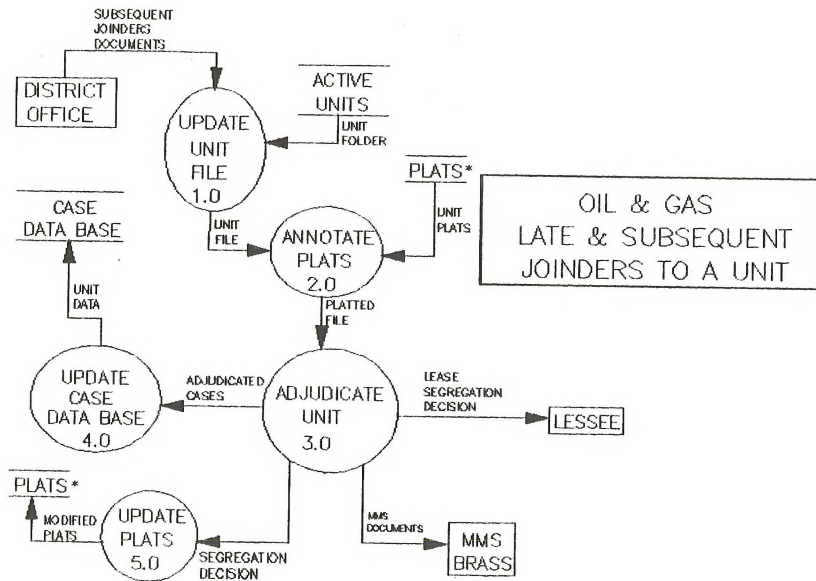 SUBSEQUENT
JOINDERS
DOCUMENTS
DISTRICT
OFFICE
ACTIVE
UNITS
UNIT
FOLDER
UPDATE
UNIT
FILE
1.0
PLATS*
UNIT
PLATS
OIL & GAS
LATE & SUBSEQUENT
JOINDERS TO A UNIT
CASE
DATA BASE
UNIT
FILE
ANNOTATE
PLATS
2.0
UNIT
DATA
PLATTED
FILE
UPDATE
CASE
DATA BASE
4.0
ADJUDICATED
CASES
ADJUDICATE
UNIT
3.0
LEASE
SEGREGATION
DECISION
LESSEE
PLATS*
MODIFIED
PLATS
UPDATE
PLATS
5.0
SEGREGATION
DECISION
MMS
DOCUMENTS
MMS
BRASS